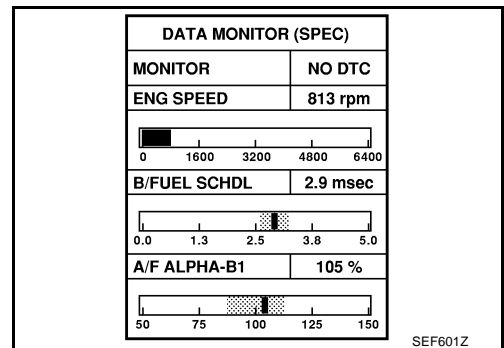 DATA MONITOR (SPEC)
MONITOR NO DTC
ENG SPEED 813 rpm
0 1600 3200 4800 6400
B/FUEL SCHDL 2.9 msec
0.0 1.3 2.5 3.8 5.0
A/F ALPHA-B1 105 %
50 75 100 125 150
SEF601Z